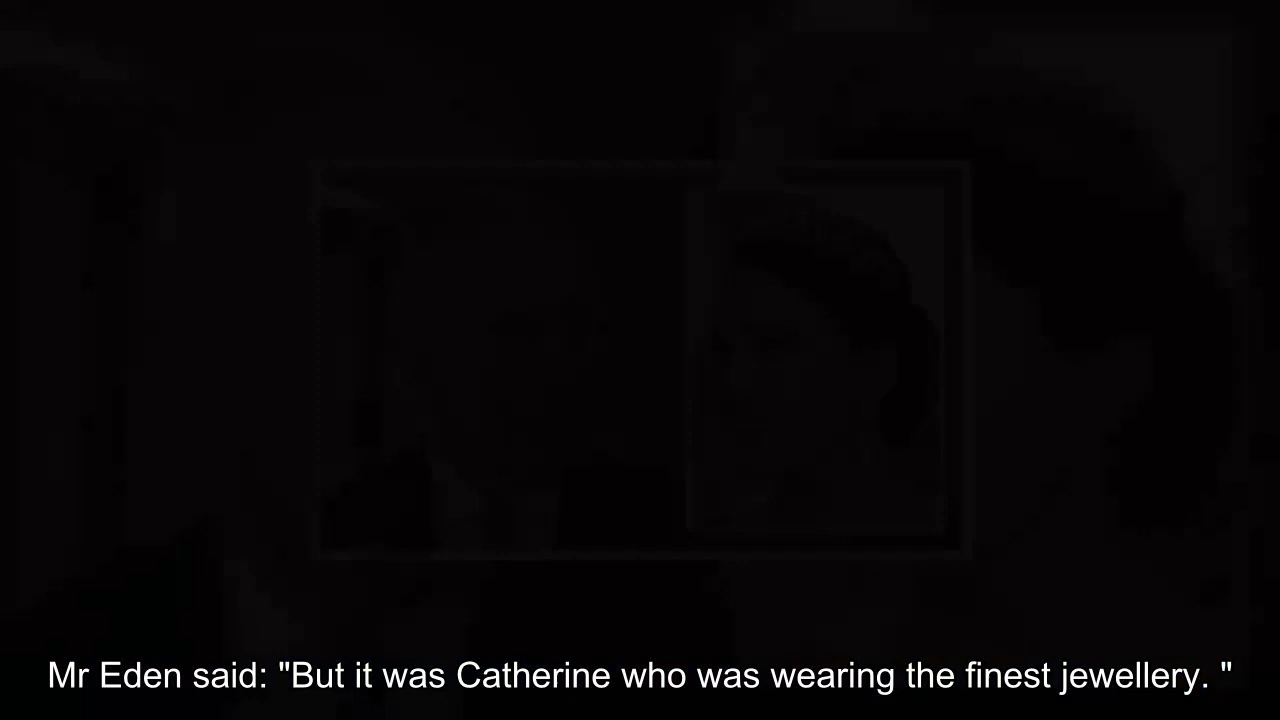 Mr Eden said: "But it was Catherine who was wearing the finest jewellery. "